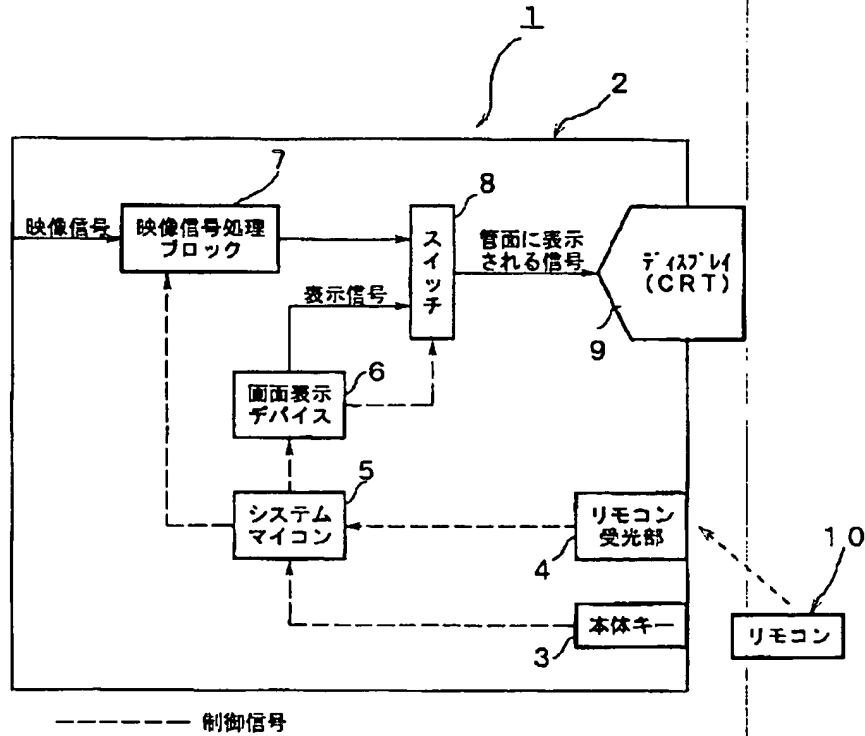 1
2
7
8
映像信号
映像信号処理
ブロック
スイッチ
管面に表示
される信号
ディスプレイ
(CRT)
9
表示信号
6
画面表示
デバイス
5
システム
マイコン
リモコン
受光部
4
10
本体キー
3
リモコン
制御信号